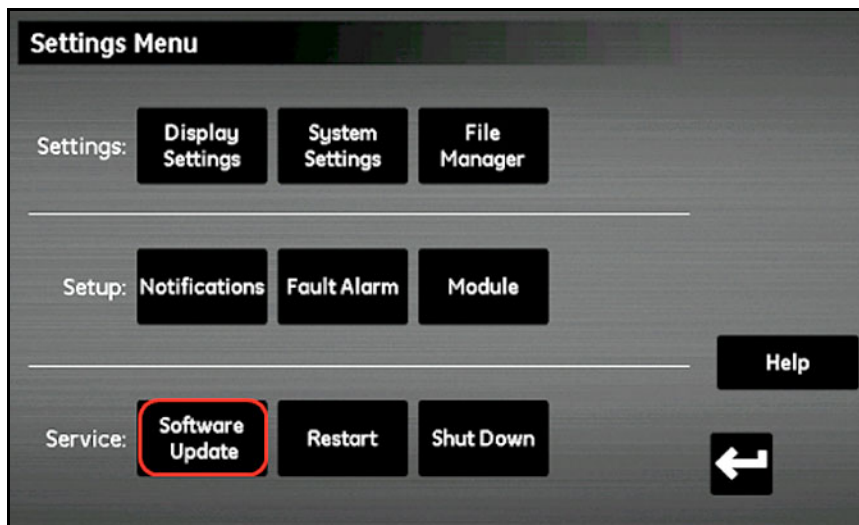 Settings Menu
Settings:
Display
Settings
System
Settings
File
Manager
Setup:
Notifications
Fault Alarm
Module
Help
Service:
Software
Update
Restart
Shut Down